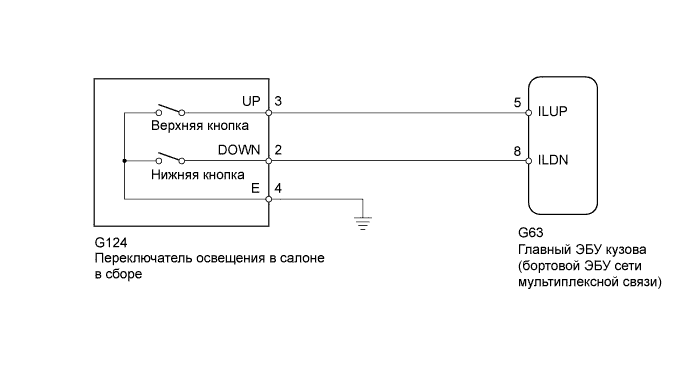 UP 3
Верхняя кнопка
5 ILUP
DOWN 2
Нижняя кнопка
8 ILDN
E 4
G124
Переключатель освещения в салоне
в сборе
G63
Главный ЭБУ кузова
(бортовой ЭБУ сети
мультиплексной связи)